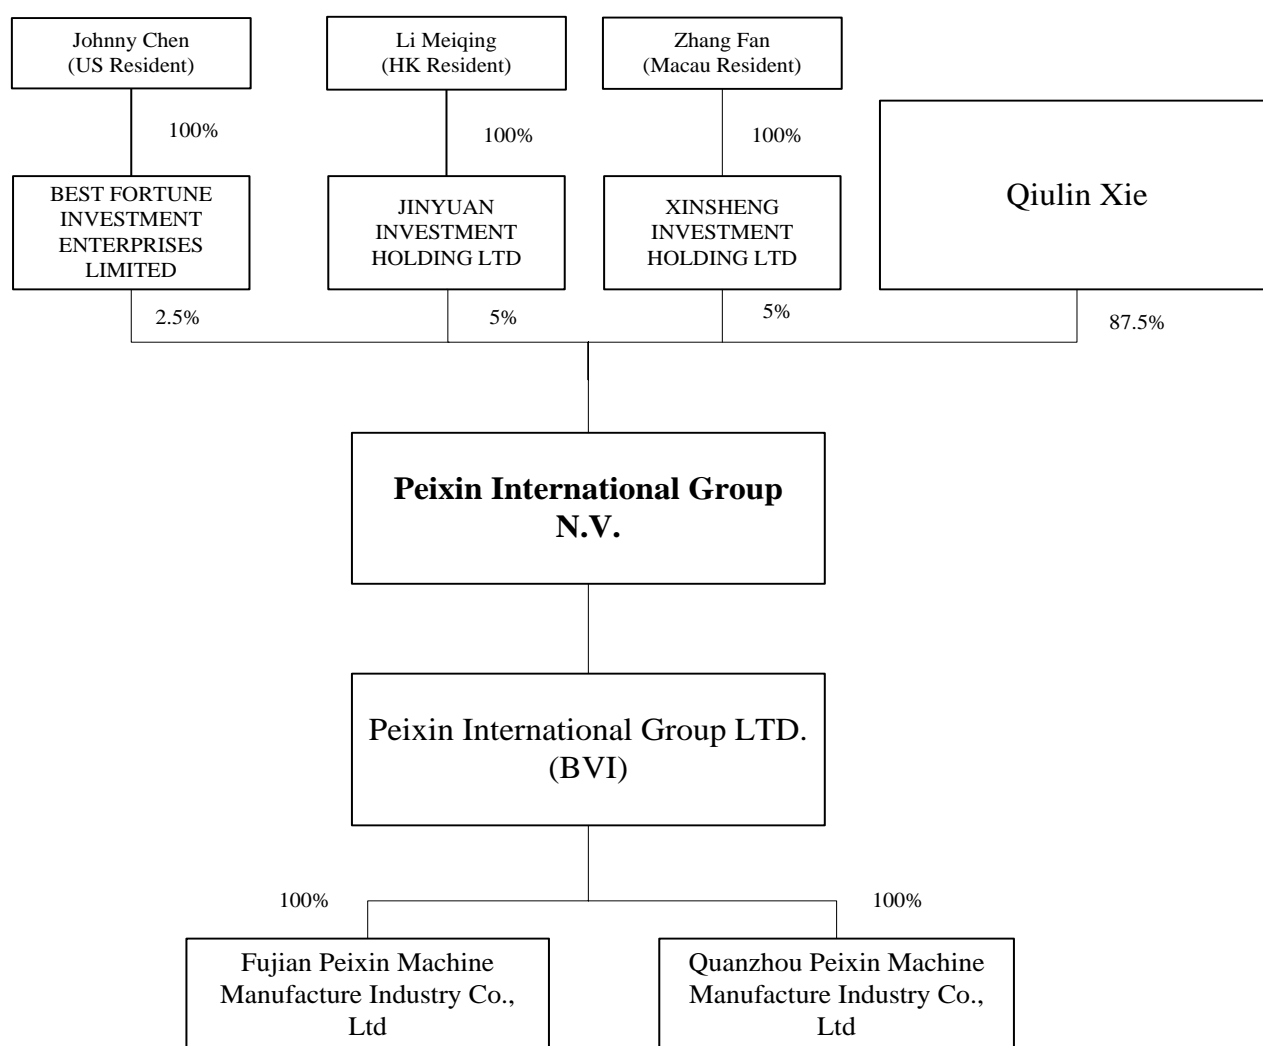 Johnny Chen
(US Resident)
Li Meiqing
(HK Resident)
Zhang Fan
(Macau Resident)
100%
100%
100%
BEST FORTUNE
INVESTMENT
ENTERPRISES
LIMITED
JINYUAN
INVESTMENT
HOLDING LTD
XINSHENG
INVESTMENT
HOLDING LTD
Qiulin Xie
2.5%
5%
5%
87.5%
Peixin International Group
N.V.
Peixin International Group LTD.
(BVI)
100%
100%
Fujian Peixin Machine
Manufacture Industry Co.,
Ltd
Quanzhou Peixin Machine
Manufacture Industry Co.,
Ltd